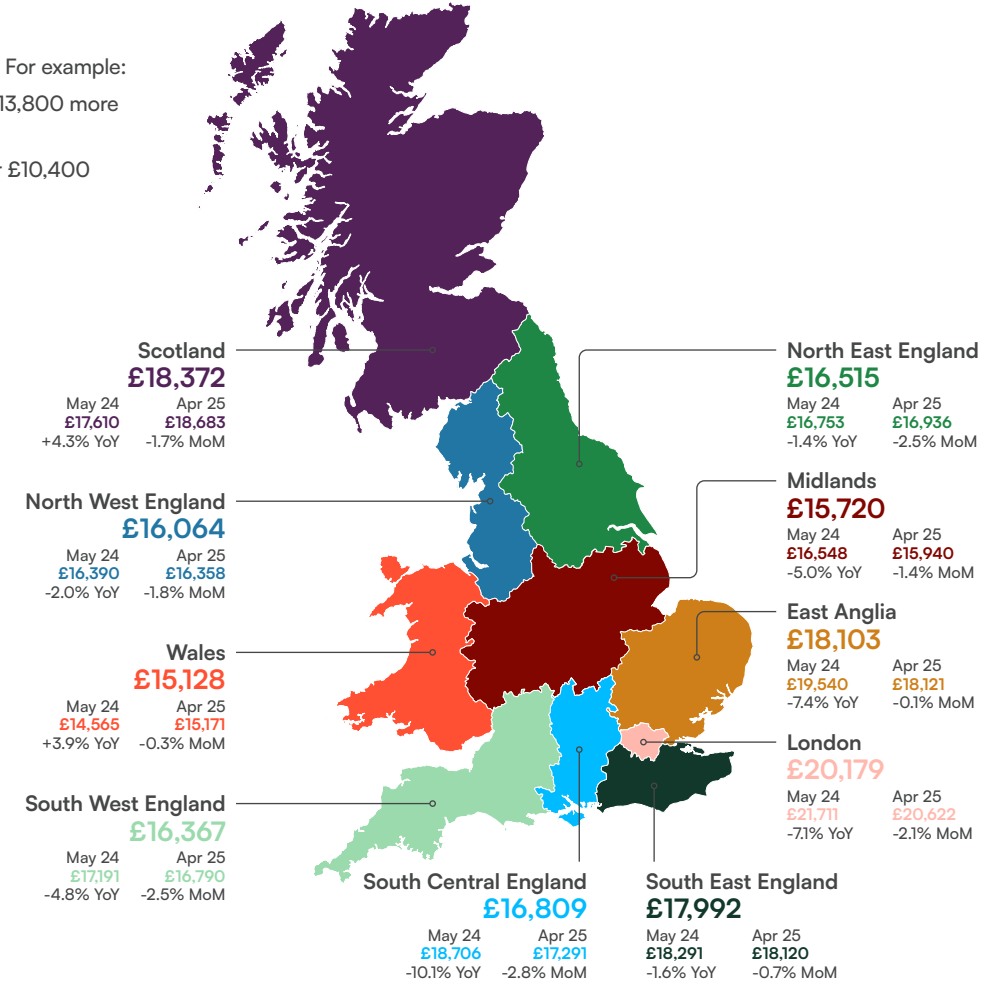 For example:
13,800 more
£10,400
Scotland
£18,372
May 24 Apr 25
£17,610 £18,683
+4.3% YoY -1.7% MoM
North West England
£16,064
May 24 Apr 25
£16,390 £16,358
-2.0% YoY -1.8% MoM
Wales
£15,128
May 24 Apr 25
£14,565 £15,171
+3.9% YoY -0.3% MoM
South West England
£16,367
May 24 Apr 25
£17,191 £16,790
-4.8% YoY -2.5% MoM
North East England
£16,515
May 24 Apr 25
£16,753 £16,936
-1.4% YoY -2.5% MoM
Midlands
£15,720
May 24 Apr 25
£16,548 £15,940
-5.0% YoY -1.4% MoM
East Anglia
£18,103
May 24 Apr 25
£19,540 £18,121
-7.4% YoY -0.1% MoM
London
£20,179
May 24 Apr 25
£21,711 £20,622
-7.1% YoY -2.1% MoM
South Central England
£16,809
May 24 Apr 25
£18,706 £17,291
-10.1% YoY -2.8% MoM
South East England
£17,992
May 24 Apr 25
£18,291 £18,120
-1.6% YoY -0.7% MoM